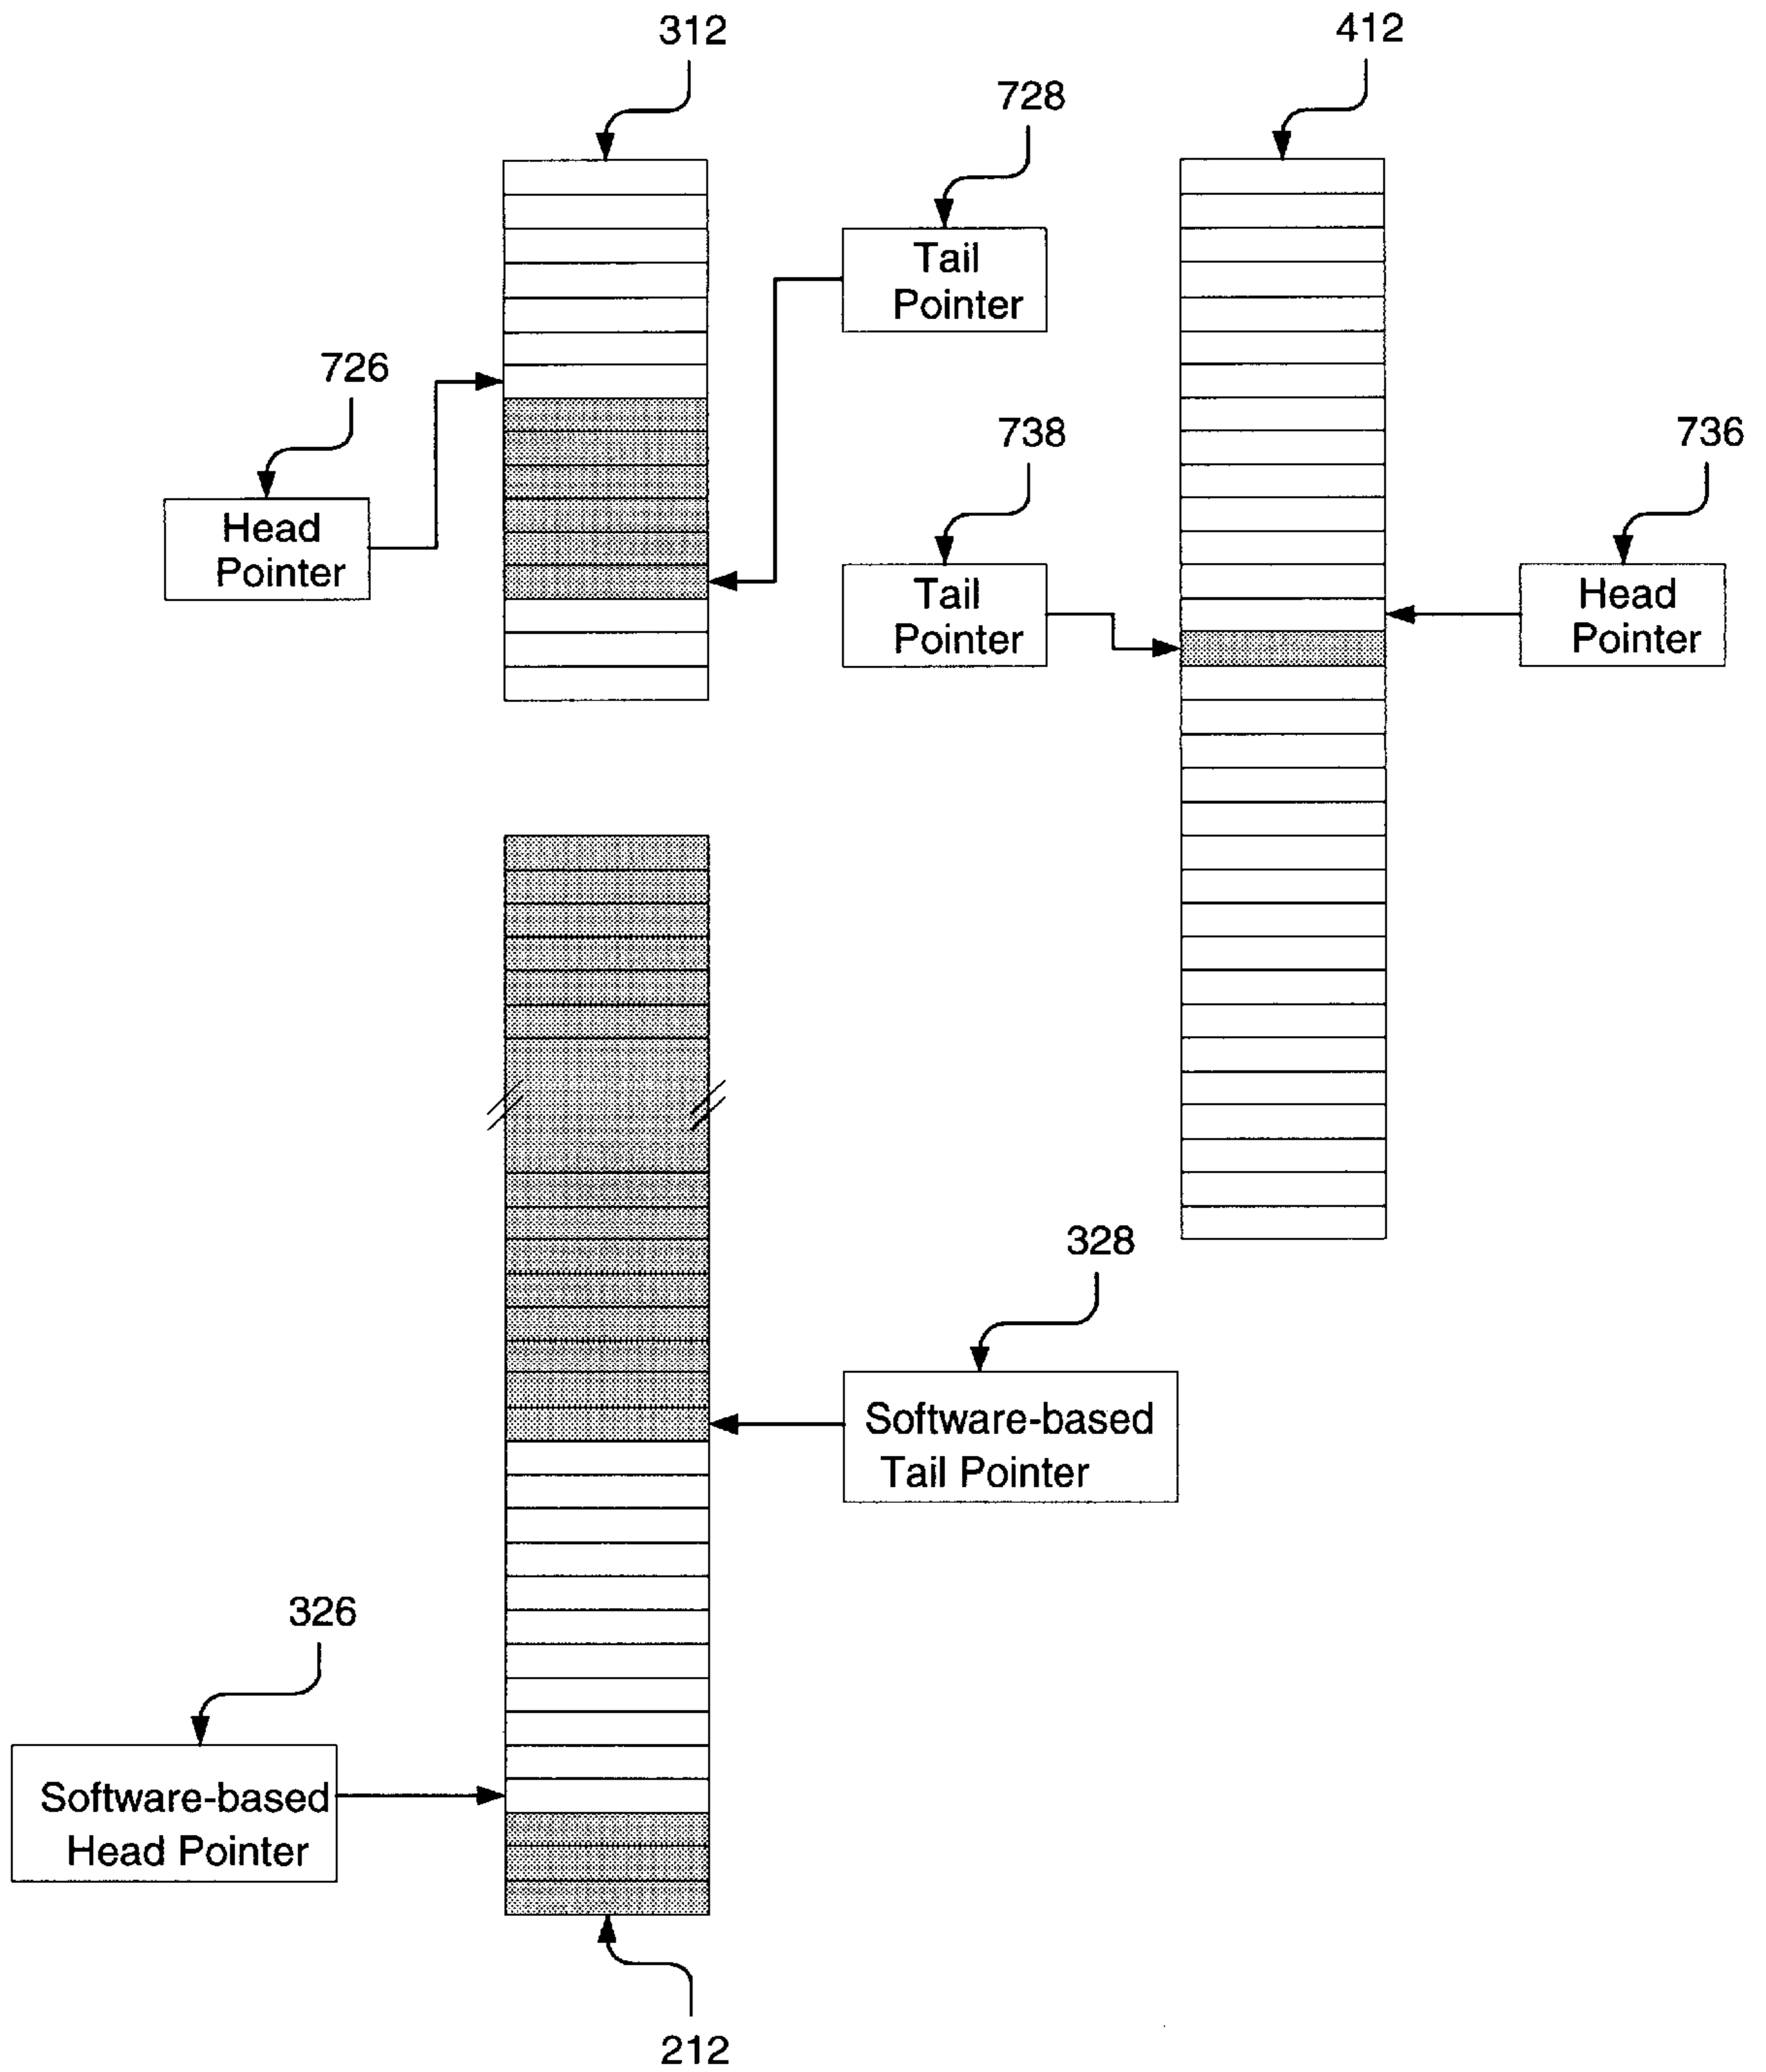 312
412
728
Tail
Pointer
726
Head
Pointer
738
Tail
Pointer
736
Head
Pointer
328
Software-based
Tail Pointer
326
Software-based
Head Pointer
212